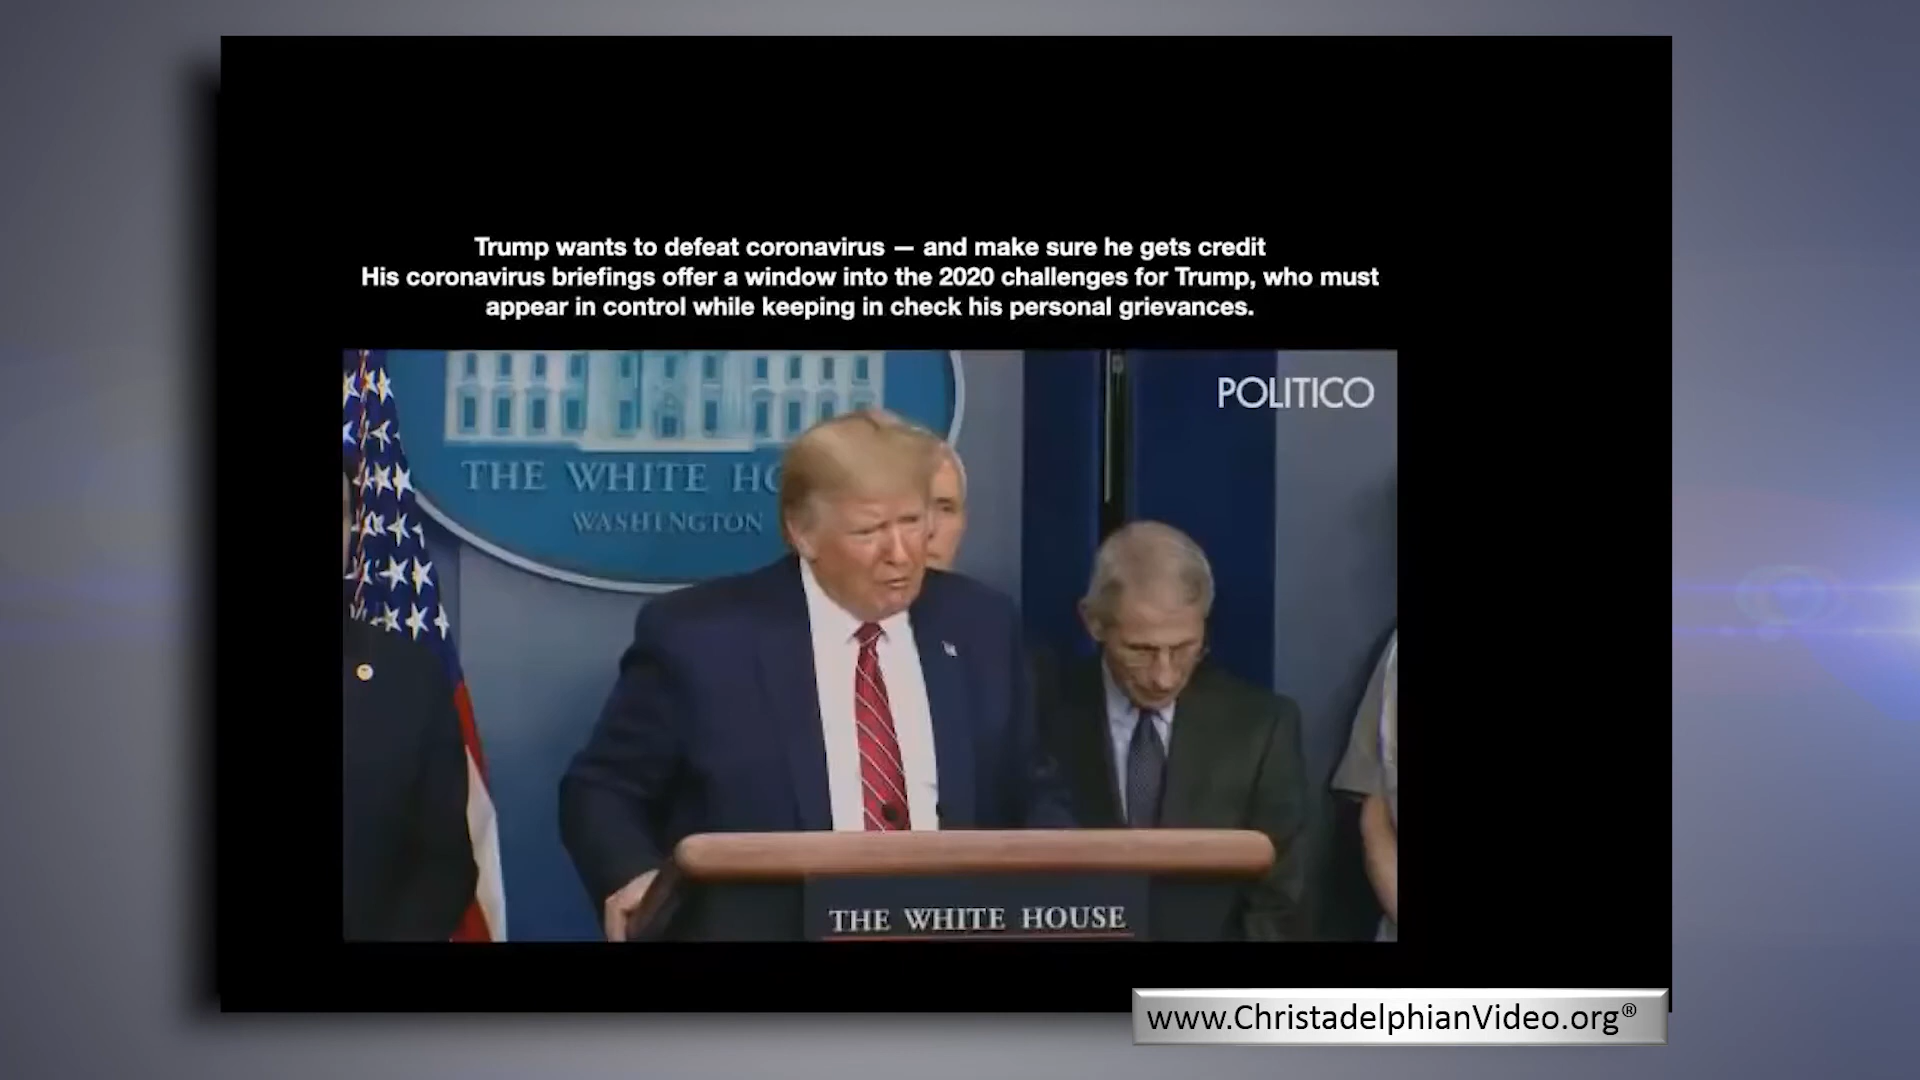 Trump wants to defeat coronavirus — and make sure he gets credit
His coronavirus briefings offer a window into the 2020 challenges for Trump, who must
appear in control while keeping in check his personal grievances.
POLITICO
THE WHITE HO
WASHINGTON
THE WHITE HOUSE
www.ChristadelphianVideo.org®